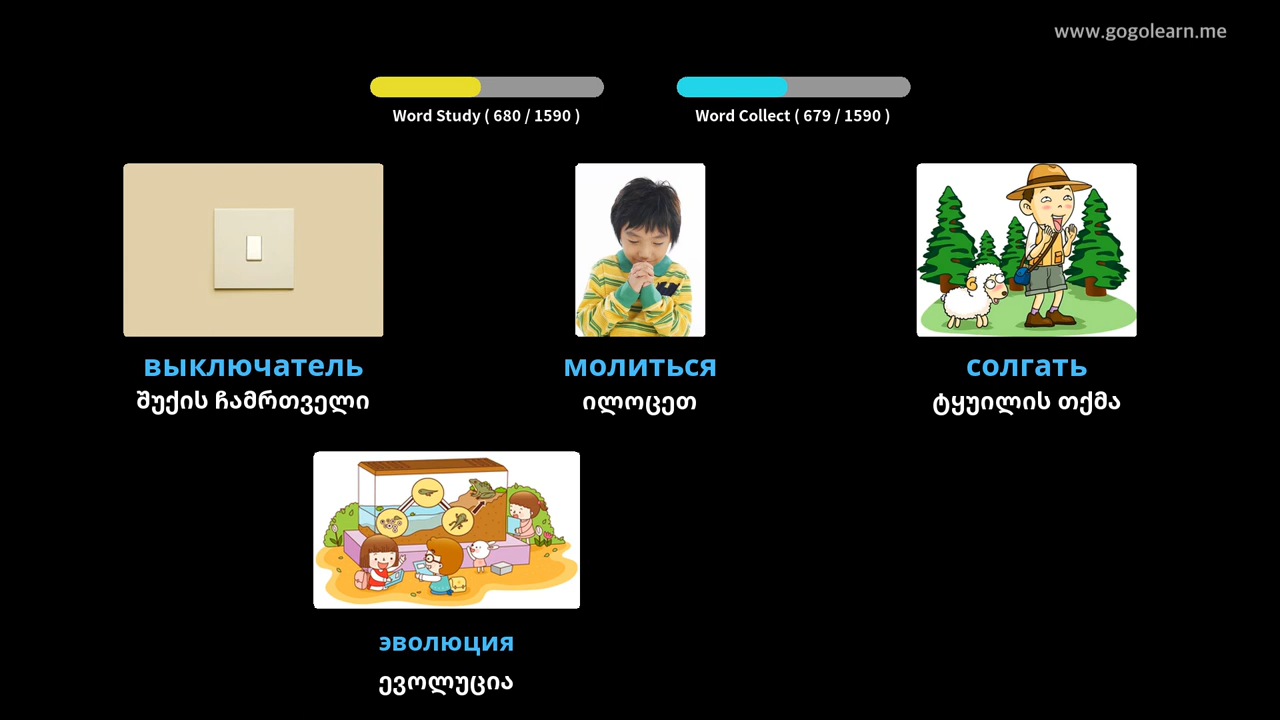 www.gogolearn.me
Word Study ( 680 / 1590 )
Word Collect ( 679 / 1590 )
выключатель
შუქის ჩამრთველი
молиться
ილოცეთ
солгать
ტყუილის თქმა
эволюция
ევოლუცია